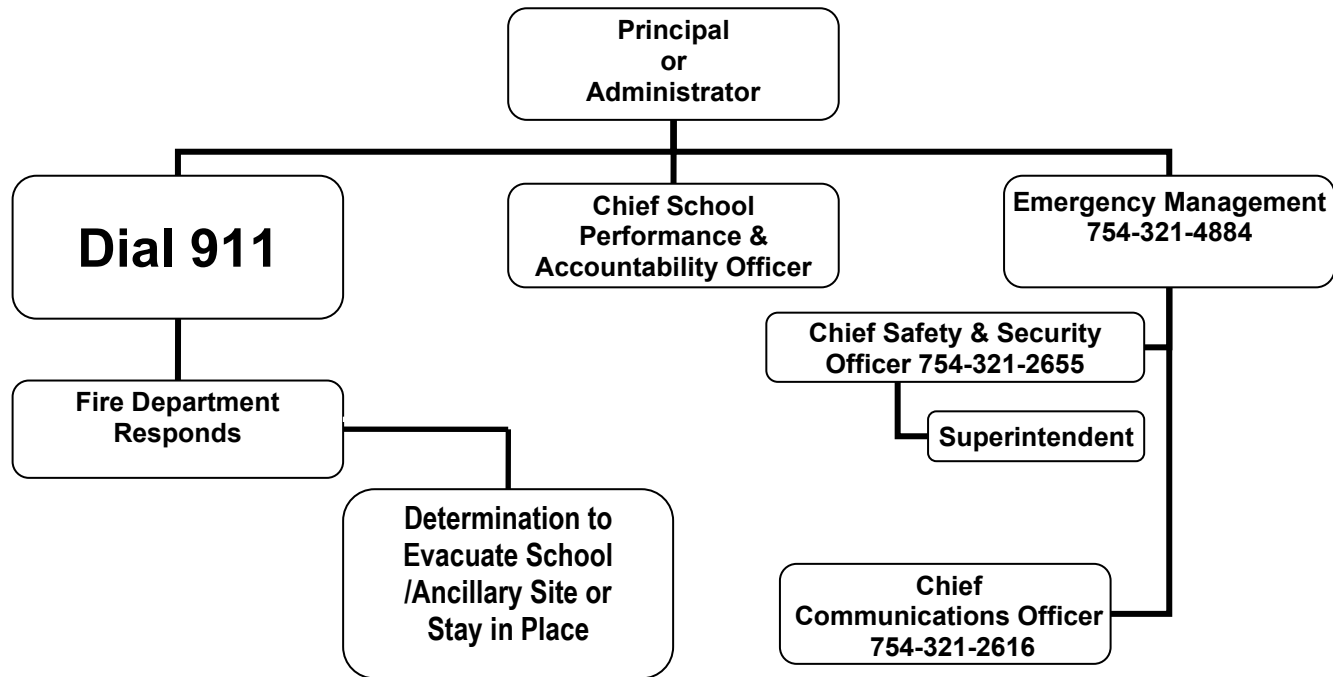 Principal
or
Administrator
Dial 911
Chief School
Performance &
Accountability Officer
Emergency Management
754-321-4884
Chief Safety & Security
Officer 754-321-2655
Fire Department
Responds
Superintendent
Determination to
Evacuate School
/Ancillary Site or
Stay in Place
Chief
Communications Officer
754-321-2616